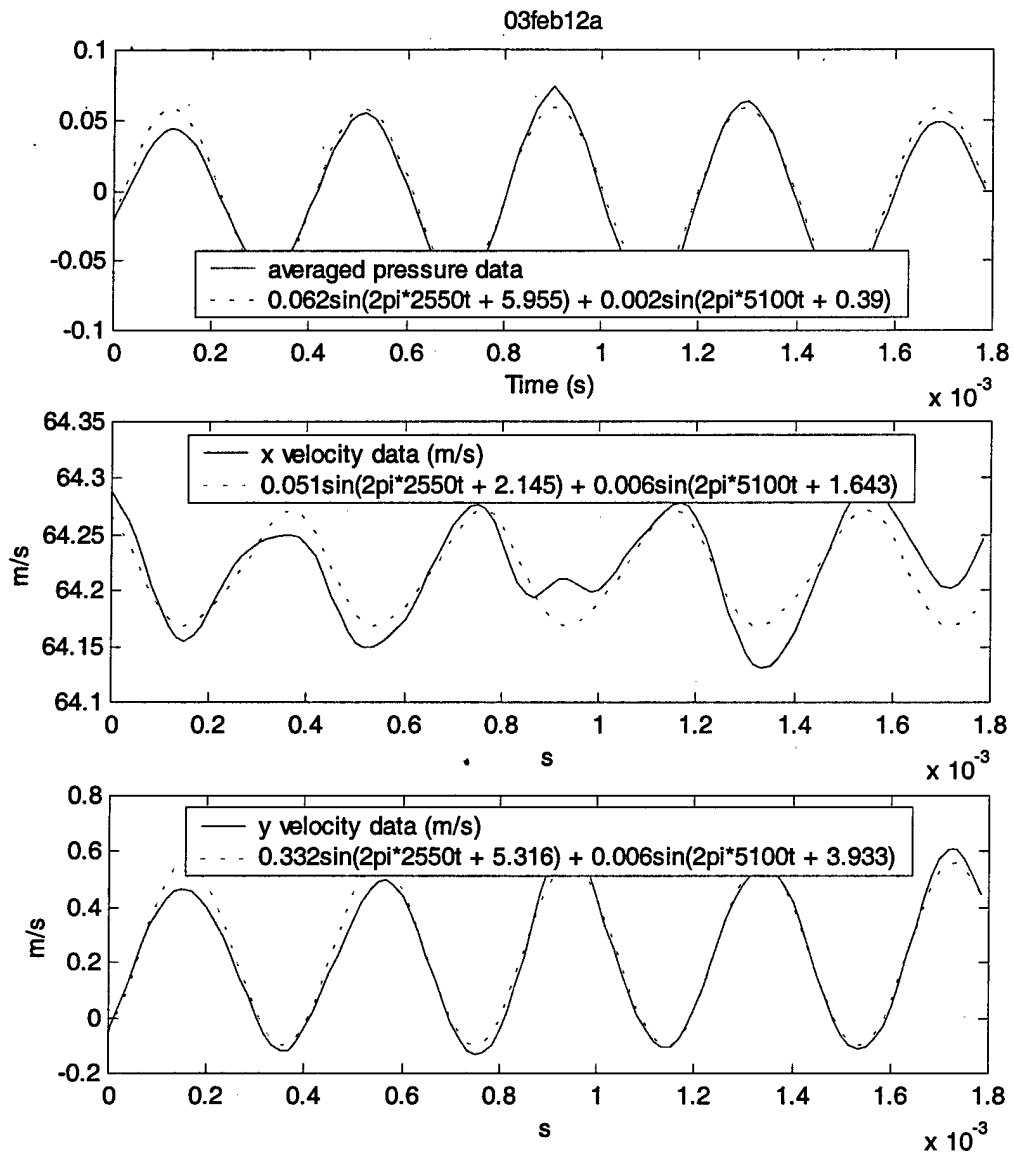 03feb12a
0.1
0.05
0
-0.05
-0.1
averaged pressure data
0.062sin(2pi*2550t + 5.955) + 0.002sin(2pi*5100t + 0.39)
0 0.2 0.4 0.6 0.8 1 1.2 1.4 1.6 1.8
Time (s)
x 10-3
64.35
64.3
64.25
64.2
64.15
64.1
m/s
x velocity data (m/s)
0.051sin(2pi*2550t + 2.145) + 0.006sin(2pi*5100t + 1.643)
0 0.2 0.4 0.6 0.8 1 1.2 1.4 1.6 1.8
s
x 10-3
0.8
0.6
0.4
0.2
0
-0.2
m/s
y velocity data (m/s)
0.332sin(2pi*2550t + 5.316) + 0.006sin(2pi*5100t + 3.933)
0 0.2 0.4 0.6 0.8 1 1.2 1.4 1.6 1.8
s
x 10-3